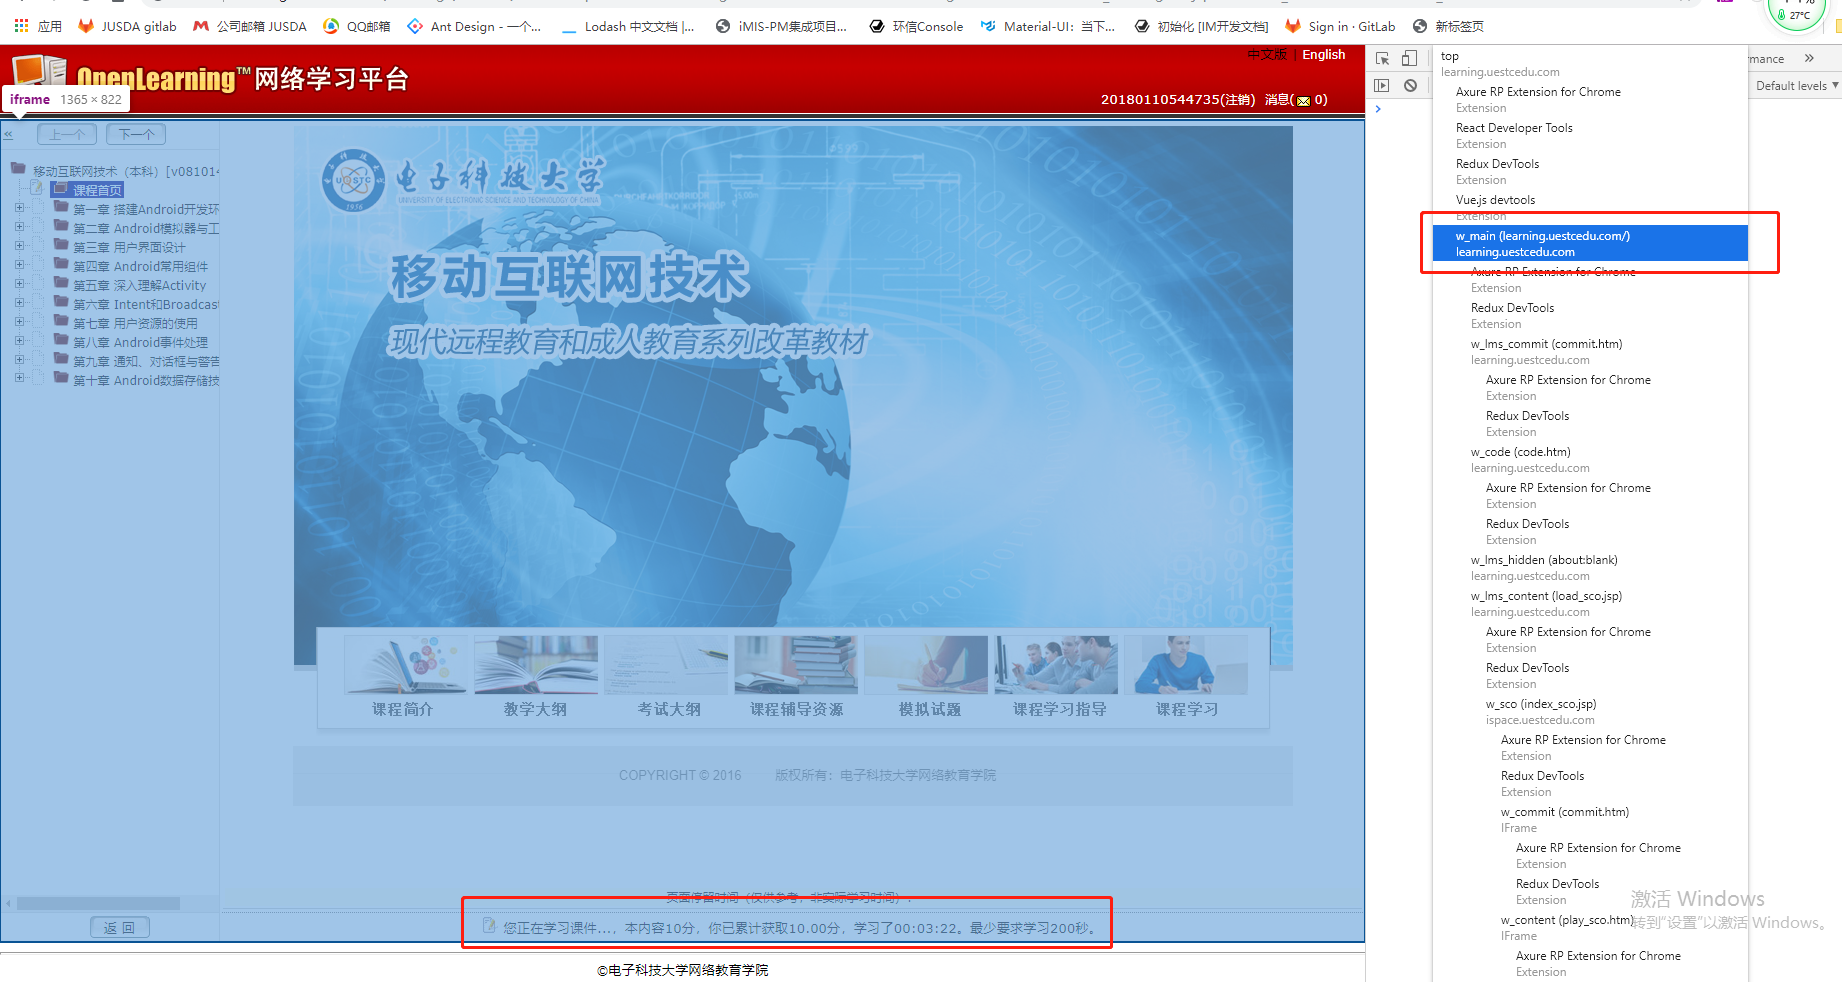 应用
JUSDA gitlab
公司邮箱 JUSDA
QQ邮箱
Ant Design - 一个...
Lodash 中文文档 |...
iMIS-PM集成项目...
环信Console
Material-UI：当下...
初始化 [IM开发文档]
Sign in · GitLab
新标签页
27°C
中文版 | English
OpenLearning™网络学习平台
20180110544735(注销) 消息( 0)
iframe 1365 × 822
«
上一个
下一个
移动互联网技术（本科）[v08101
课程首页
第一章 搭建Android开发环
第二章 Android模拟器与工
第三章 用户界面设计
第四章 Android常用组件
第五章 深入理解Activity
第六章 Intent和Broadcast
第七章 用户资源的使用
第八章 Android事件处理
第九章 通知、对话框与警告
第十章 Android数据存储技
返 回
UESTC
1956
电子科技大学
UNIVERSITY OF ELECTRONIC SCIENCE AND TECHNOLOGY OF CHINA
移动互联网技术
现代远程教育和成人教育系列改革教材
课程简介
教学大纲
考试大纲
课程辅导资源
模拟试题
课程学习指导
课程学习
COPYRIGHT © 2016 版权所有：电子科技大学网络教育学院
页面停留时间（仅供参考，非实际学习时间）：
您正在学习课件...，本内容10分，你已累计获取10.00分，学习了00:03:22。最少要求学习200秒。
©电子科技大学网络教育学院
mance »
Default levels ▼
top
learning.uestcedu.com
Axure RP Extension for Chrome
Extension
React Developer Tools
Extension
Redux DevTools
Extension
Vue.js devtools
Extension
w_main (learning.uestcedu.com/)
learning.uestcedu.com
Axure RP Extension for Chrome
Extension
Redux DevTools
Extension
w_lms_commit (commit.htm)
learning.uestcedu.com
Axure RP Extension for Chrome
Extension
Redux DevTools
Extension
w_code (code.htm)
learning.uestcedu.com
Axure RP Extension for Chrome
Extension
Redux DevTools
Extension
w_lms_hidden (about:blank)
learning.uestcedu.com
w_lms_content (load_sco.jsp)
learning.uestcedu.com
Axure RP Extension for Chrome
Extension
Redux DevTools
Extension
w_sco (index_sco.jsp)
ispace.uestcedu.com
Axure RP Extension for Chrome
Extension
Redux DevTools
Extension
w_commit (commit.htm)
IFrame
Axure RP Extension for Chrome
Extension
Redux DevTools
Extension
w_content (play_sco.htm)
IFrame
Axure RP Extension for Chrome
Extension
激活 Windows
转到“设置”以激活 Windows。